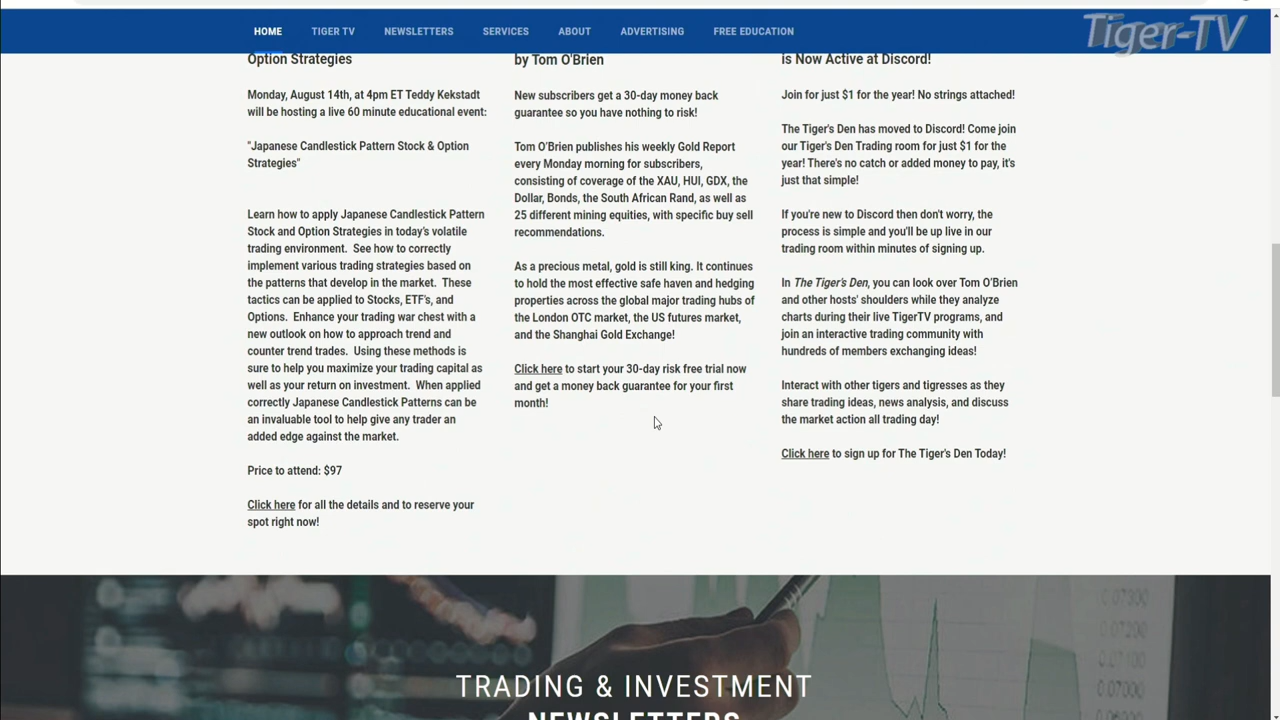 HOME TIGER TV NEWSLETTERS SERVICES ABOUT ADVERTISING FREE EDUCATION
Tiger-TV
Option Strategies
Monday, August 14th, at 4pm ET Teddy Kekstadt
will be hosting a live 60 minute educational event:
"Japanese Candlestick Pattern Stock & Option
Strategies"
Learn how to apply Japanese Candlestick Pattern
Stock and Option Strategies in today's volatile
trading environment. See how to correctly
implement various trading strategies based on
the patterns that develop in the market. These
tactics can be applied to Stocks, ETF's, and
Options. Enhance your trading war chest with a
new outlook on how to approach trend and
counter trend trades. Using these methods is
sure to help you maximize your trading capital as
well as your return on investment. When applied
correctly Japanese Candlestick Patterns can be
an invaluable tool to help give any trader an
added edge against the market.
Price to attend: $97
Click here for all the details and to reserve your
spot right now!
by Tom O'Brien
New subscribers get a 30-day money back
guarantee so you have nothing to risk!
Tom O'Brien publishes his weekly Gold Report
every Monday morning for subscribers,
consisting of coverage of the XAU, HUI, GDX, the
Dollar, Bonds, the South African Rand, as well as
25 different mining equities, with specific buy sell
recommendations.
As a precious metal, gold is still king. It continues
to hold the most effective safe haven and hedging
properties across the global major trading hubs of
the London OTC market, the US futures market,
and the Shanghai Gold Exchange!
Click here to start your 30-day risk free trial now
and get a money back guarantee for your first
month!
is Now Active at Discord!
Join for just $1 for the year! No strings attached!
The Tiger's Den has moved to Discord! Come join
our Tiger's Den Trading room for just $1 for the
year! There's no catch or added money to pay, it's
just that simple!
If you're new to Discord then don't worry, the
process is simple and you'll be up live in our
trading room within minutes of signing up.
In The Tiger's Den, you can look over Tom O'Brien
and other hosts' shoulders while they analyze
charts during their live TigerTV programs, and
join an interactive trading community with
hundreds of members exchanging ideas!
Interact with other tigers and tigresses as they
share trading ideas, news analysis, and discuss
the market action all trading day!
Click here to sign up for The Tiger's Den Today!
0.07300
0.07200
0.07100
0.07000
TRADING & INVESTMENT
NEWSLETTERS